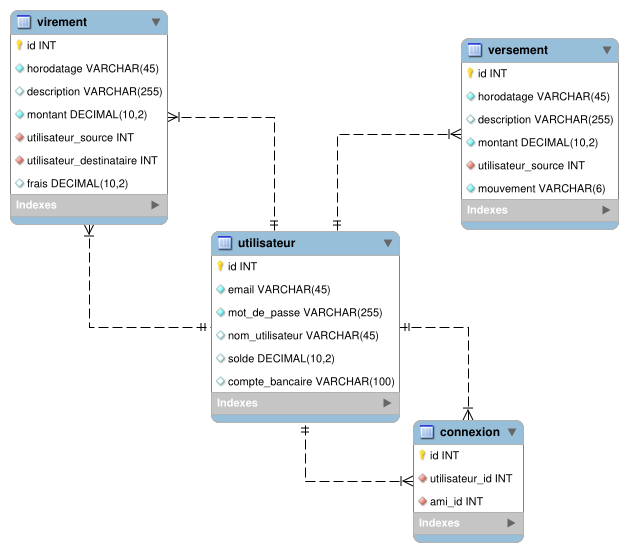 virement
id INT
horodatage VARCHAR(45)
description VARCHAR(255)
montant DECIMAL(10,2)
utilisateur_source INT
utilisateur_destinataire INT
frais DECIMAL(10,2)
Indexes
versement
id INT
horodatage VARCHAR(45)
description VARCHAR(255)
montant DECIMAL(10,2)
utilisateur_source INT
mouvement VARCHAR(6)
Indexes
utilisateur
id INT
email VARCHAR(45)
mot_de_passe VARCHAR(255)
nom_utilisateur VARCHAR(45)
solde DECIMAL(10,2)
compte_bancaire VARCHAR(100)
Indexes
connexion
id INT
utilisateur_id INT
ami_id INT
Indexes